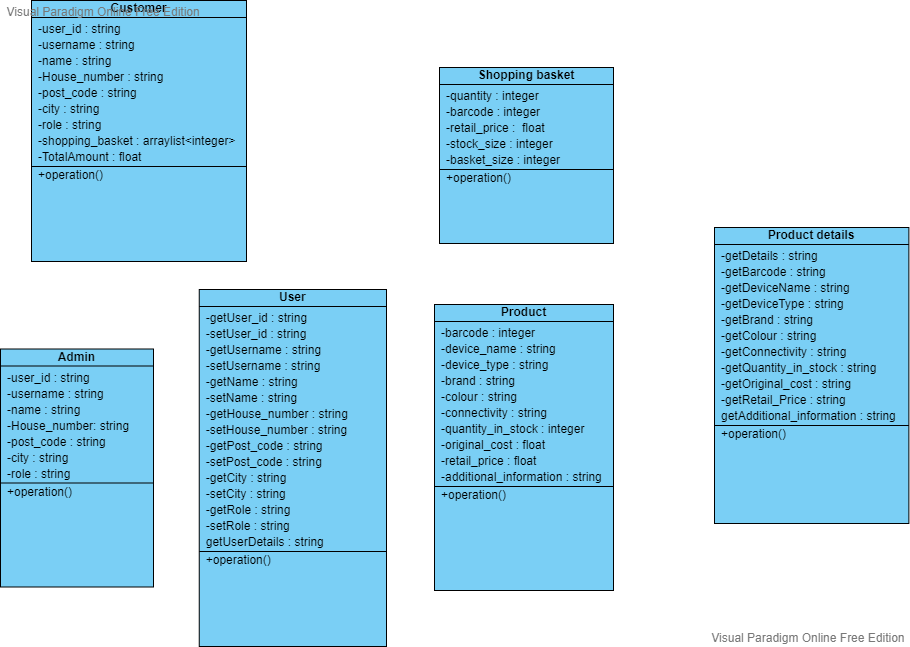 Visual Paradigm Online Free Edition
Customer
-user_id : string
-username : string
-name : string
-House_number : string
-post_code : string
-city : string
-role : string
-shopping_basket : arraylist<integer>
-TotalAmount : float
+operation()
Shopping basket
-quantity : integer
-barcode : integer
-retail_price :  float
-stock_size : integer
-basket_size : integer
+operation()
Product details
-getDetails : string
-getBarcode : string
-getDeviceName : string
-getDeviceType : string
-getBrand : string
-getColour : string
-getConnectivity : string
-getQuantity_in_stock : string
-getOriginal_cost : string
-getRetail_Price : string
getAdditional_information : string
+operation()
User
-getUser_id : string
-setUser_id : string
-getUsername : string
-setUsername : string
-getName : string
-setName : string
-getHouse_number : string
-setHouse_number : string
-getPost_code : string
-setPost_code : string
-getCity : string
-setCity : string
-getRole : string
-setRole : string
getUserDetails : string
+operation()
Product
-barcode : integer
-device_name : string
-device_type : string
-brand : string
-colour : string
-connectivity : string
-quantity_in_stock : integer
-original_cost : float
-retail_price : float
-additional_information : string
+operation()
Admin
-user_id : string
-username : string
-name : string
-House_number: string
-post_code : string
-city : string
-role : string
+operation()
Visual Paradigm Online Free Edition